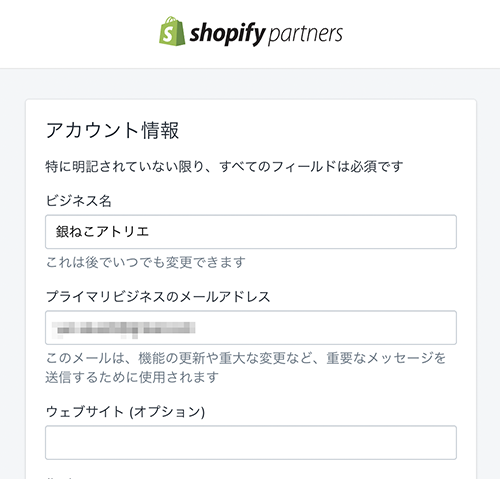 shopify partners
アカウント情報
特に明記されていない限り、すべてのフィールドは必須です
ビジネス名
銀ねこアトリエ
これは後でいつでも変更できます
プライマリビジネスのメールアドレス
このメールは、機能の更新や重大な変更など、重要なメッセージを
送信するために使用されます
ウェブサイト (オプション)